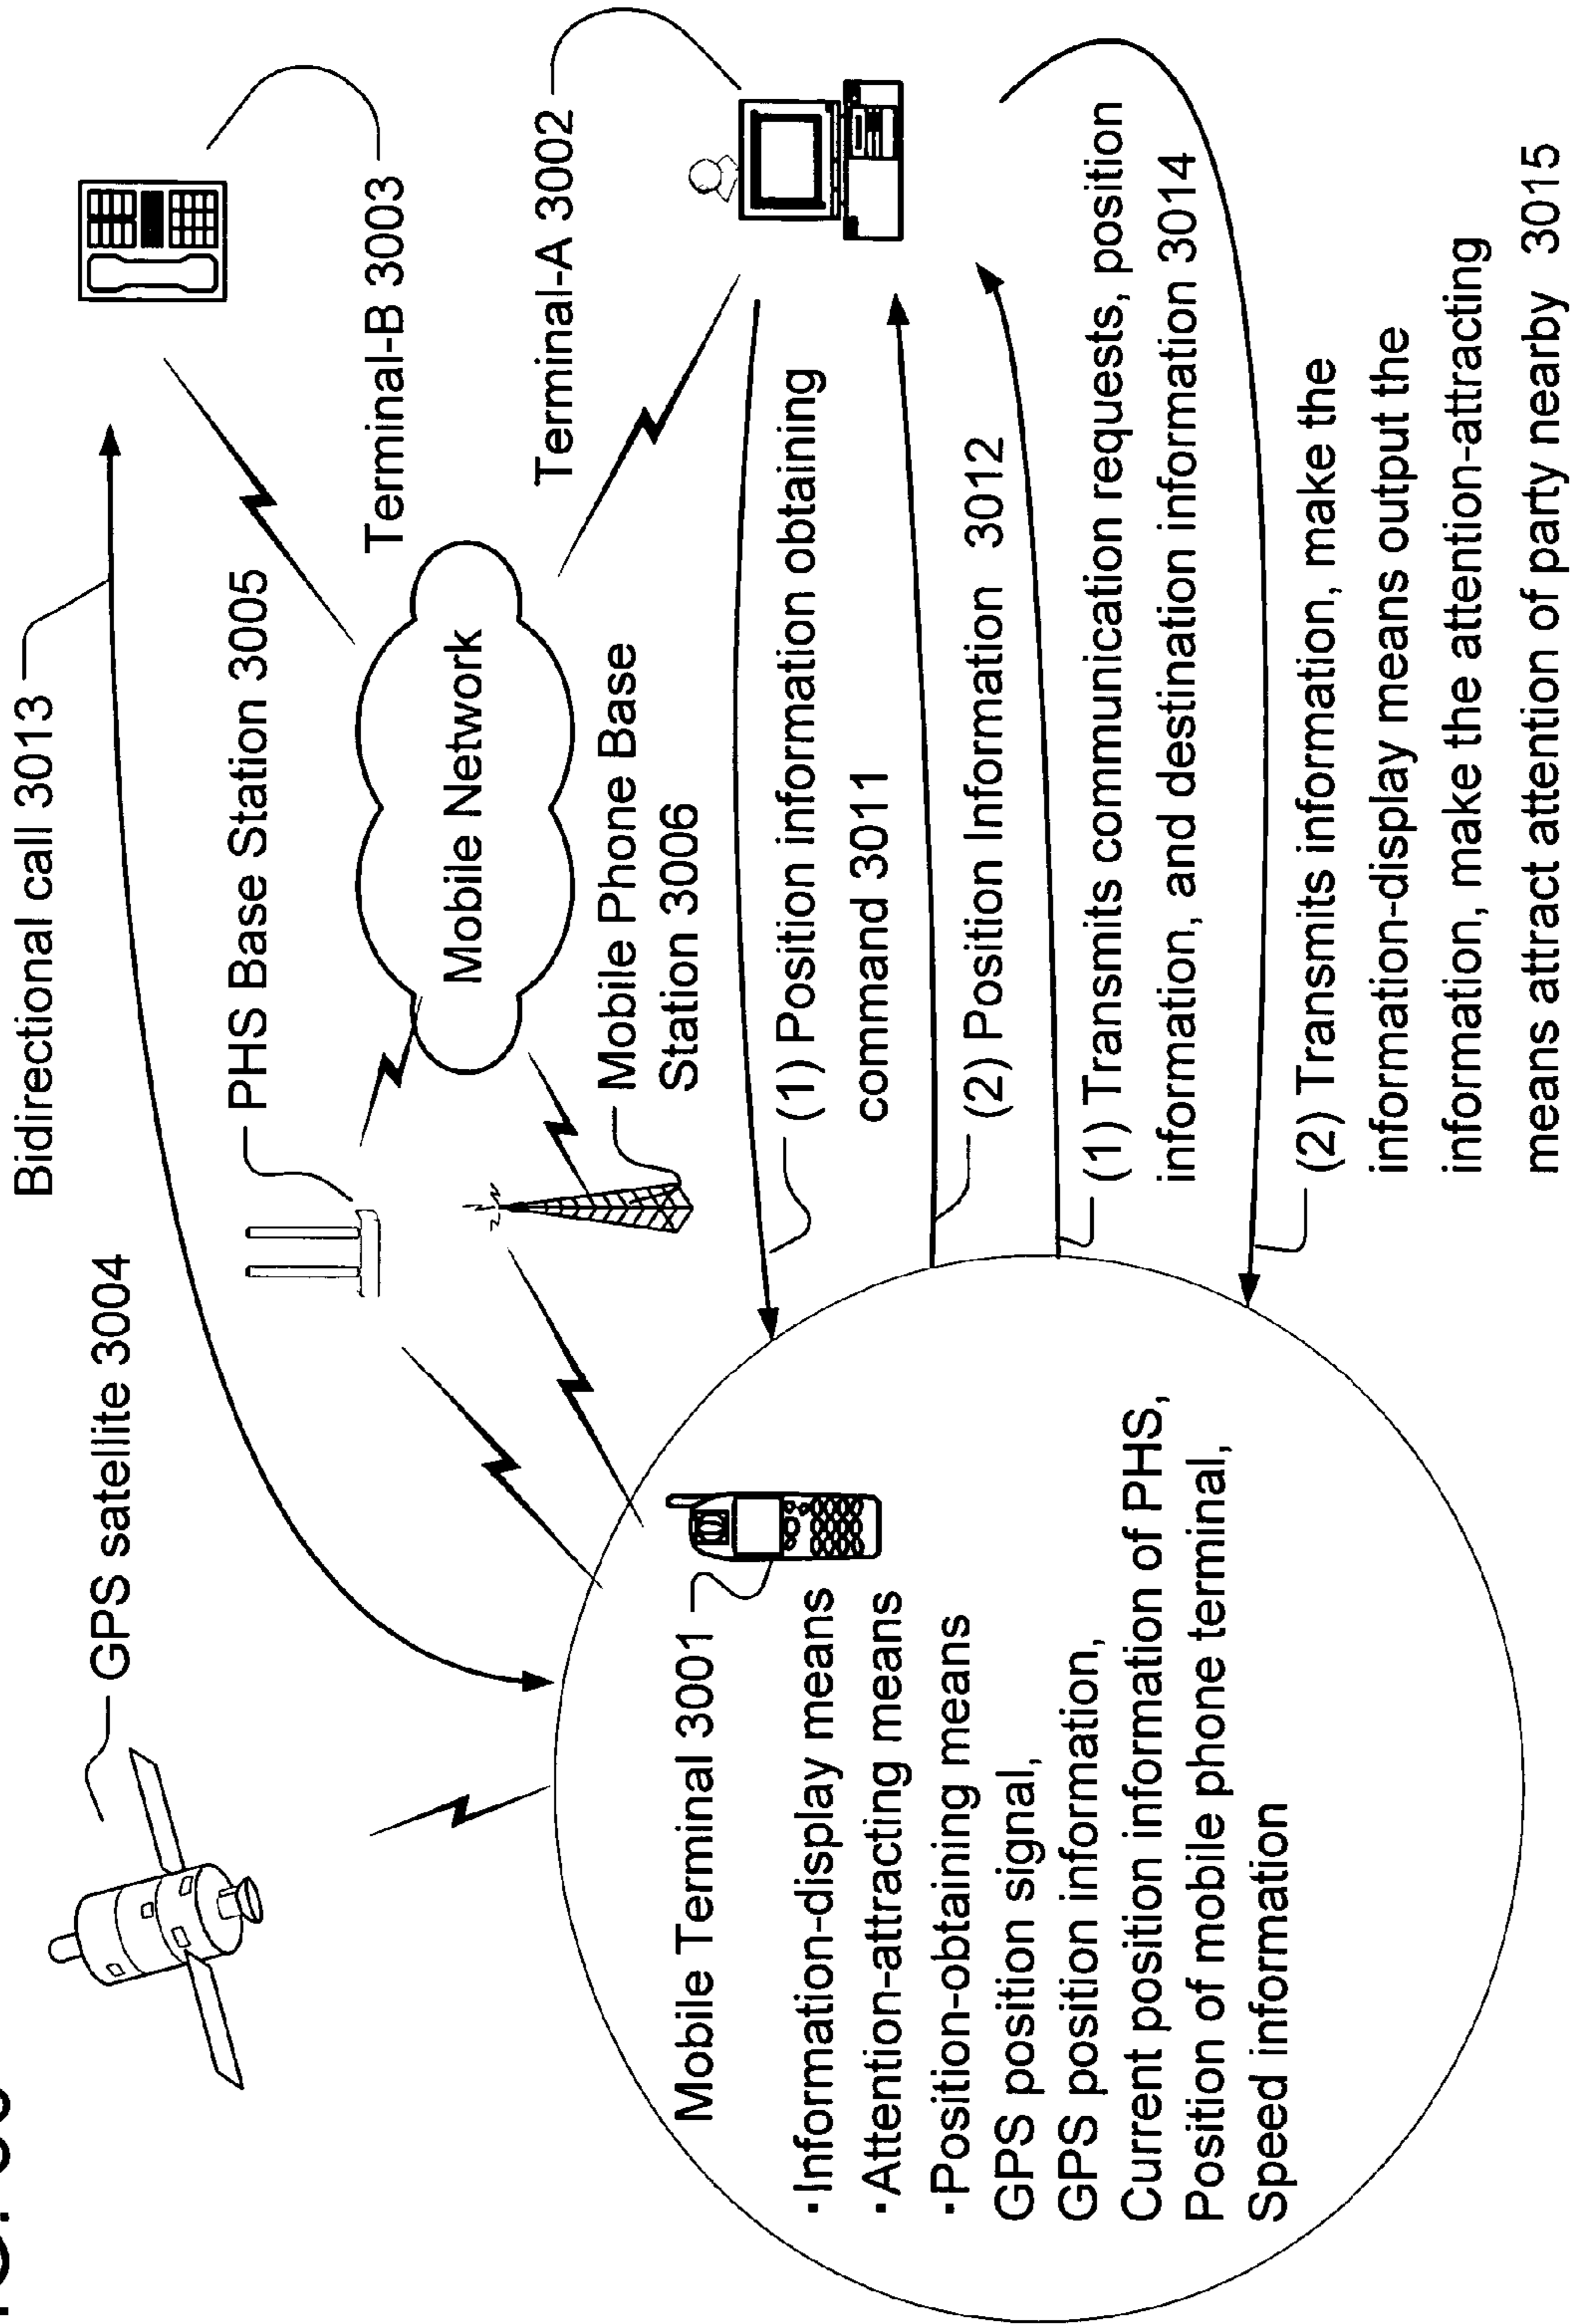 Bidirectional call 3013
GPS satellite 3004
PHS Base Station 3005
Terminal-B 3003
Mobile Network
Terminal-A 3002
Mobile Phone Base
Station 3006
Mobile Terminal 3001
·Information-display means
·Attention-attracting means
·Position-obtaining means
GPS position signal,
GPS position information,
Current position information of PHS,
Position of mobile phone terminal,
Speed information
(1) Position information obtaining
command 3011
(2) Position Information 3012
(1) Transmits communication requests, position
information, and destination information 3014
(2) Transmits information, make the
information-display means output the
information, make the attention-attracting
means attract attention of party nearby 3015